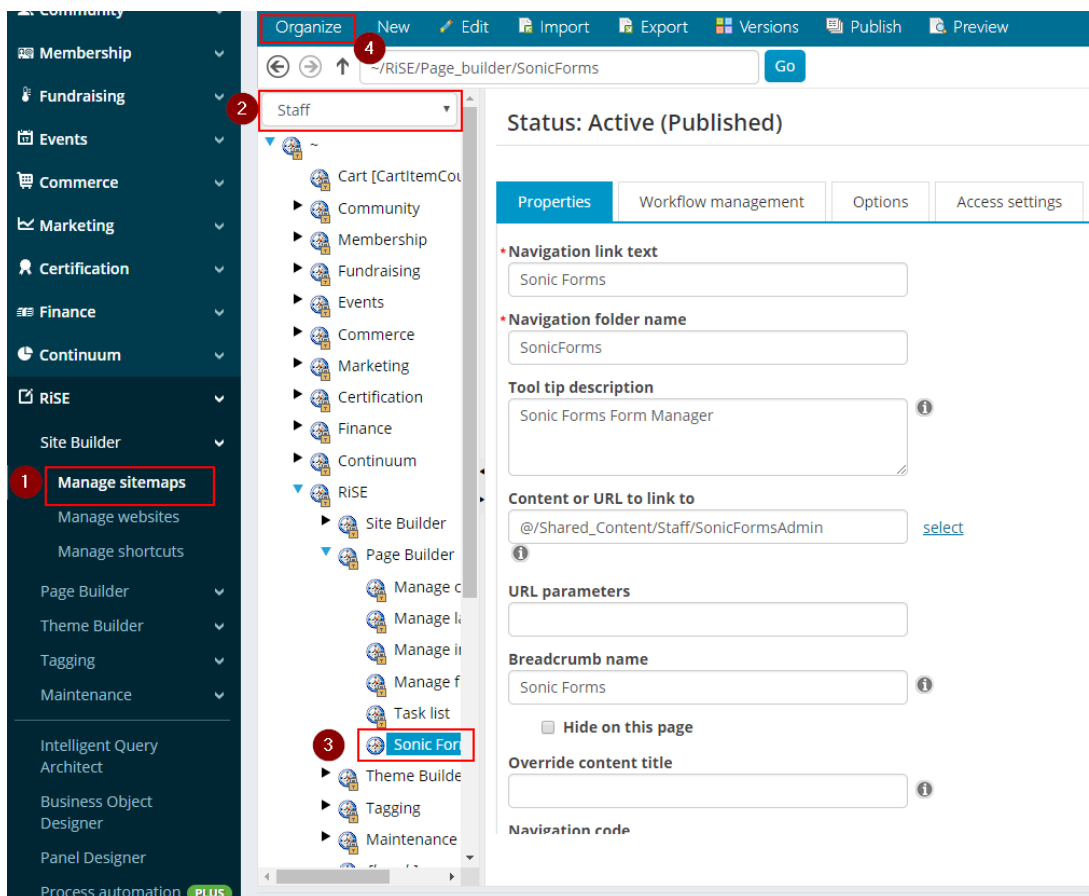 Community
Membership
Fundraising
Events
Commerce
Marketing
Certification
Finance
Continuum
RiSE
Site Builder
1
Manage sitemaps
Manage websites
Manage shortcuts
Page Builder
Theme Builder
Tagging
Maintenance
Intelligent Query
Architect
Business Object
Designer
Panel Designer
Process automation PLUS
Organize New Edit Import Export Versions Publish Preview
4
~/RiSE/Page_builder/SonicForms Go
2
Staff
~
Cart [CartItemCou
Community
Membership
Fundraising
Events
Commerce
Marketing
Certification
Finance
Continuum
RiSE
Site Builder
Page Builder
Manage c
Manage la
Manage i
Manage f
Task list
3
Sonic For
Theme Builde
Tagging
Maintenance
Status: Active (Published)
Properties Workflow management Options Access settings
*Navigation link text
Sonic Forms
*Navigation folder name
SonicForms
Tool tip description
Sonic Forms Form Manager
Content or URL to link to
@/Shared_Content/Staff/SonicFormsAdmin select
URL parameters
Breadcrumb name
Sonic Forms
Hide on this page
Override content title
Navigation code